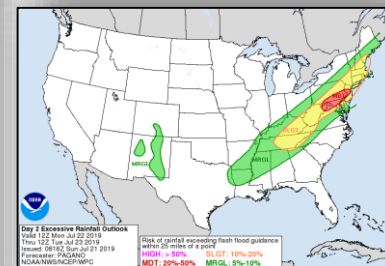 MDT
SLGT
MRGL
MRGL
NOAA
Day 2 Excessive Rainfall Outlook
Valid 12Z Mon Jul 22 2019
Thru 12Z Tue Jul 23 2019
Issued: 0816Z Sun Jul 21 2019
Forecaster: PAGANO
NOAA/NWS/NCEP/WPC
Risk of rainfall exceeding flash flood guidance
within 25 miles of a point
HIGH: > 50% SLGT: 10%-20%
MDT: 20%-50% MRGL: 5%-10%